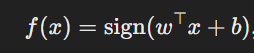 f(x) = sign(w⊤x + b),